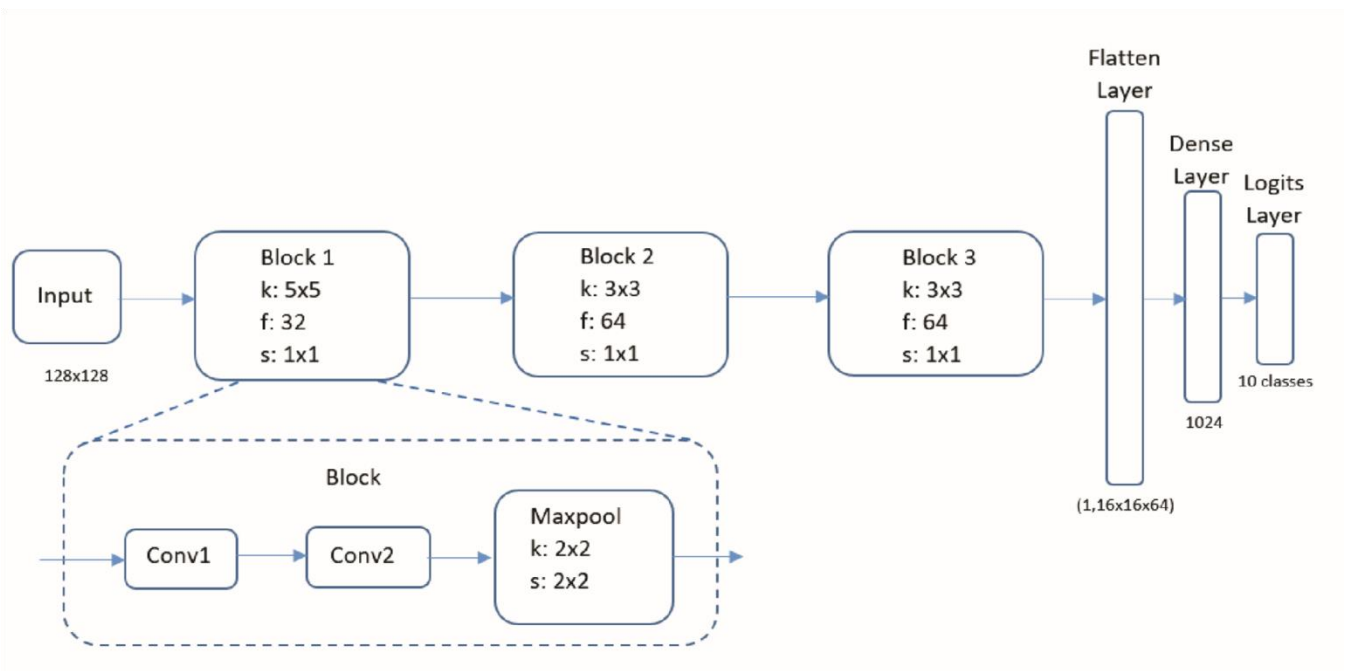 Input
128x128
Block 1
k: 5x5
f: 32
s: 1x1
Block 2
k: 3x3
f: 64
s: 1x1
Block 3
k: 3x3
f: 64
s: 1x1
Flatten
Layer
(1,16x16x64)
Dense
Layer
1024
Logits
Layer
10 classes
Block
Conv1
Conv2
Maxpool
k: 2x2
s: 2x2